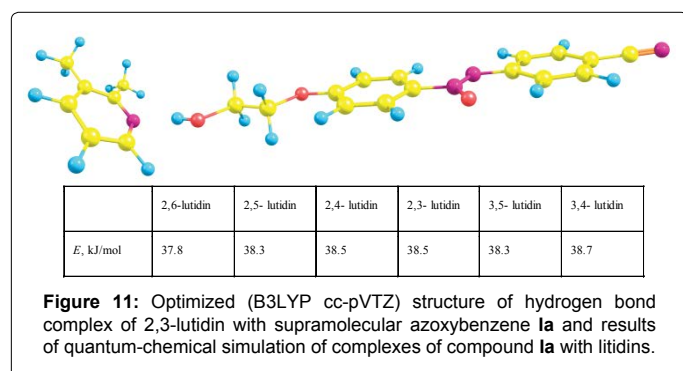 2,6-lutidin 2,5- lutidin 2,4- lutidin 2,3- lutidin 3,5- lutidin 3,4- lutidin
E, kJ/mol 37.8 38.3 38.5 38.5 38.3 38.7
Figure 11: Optimized (B3LYP cc-pVTZ) structure of hydrogen bond
complex of 2,3-lutidin with supramolecular azoxybenzene Ia and results
of quantum-chemical simulation of complexes of compound Ia with litidins.